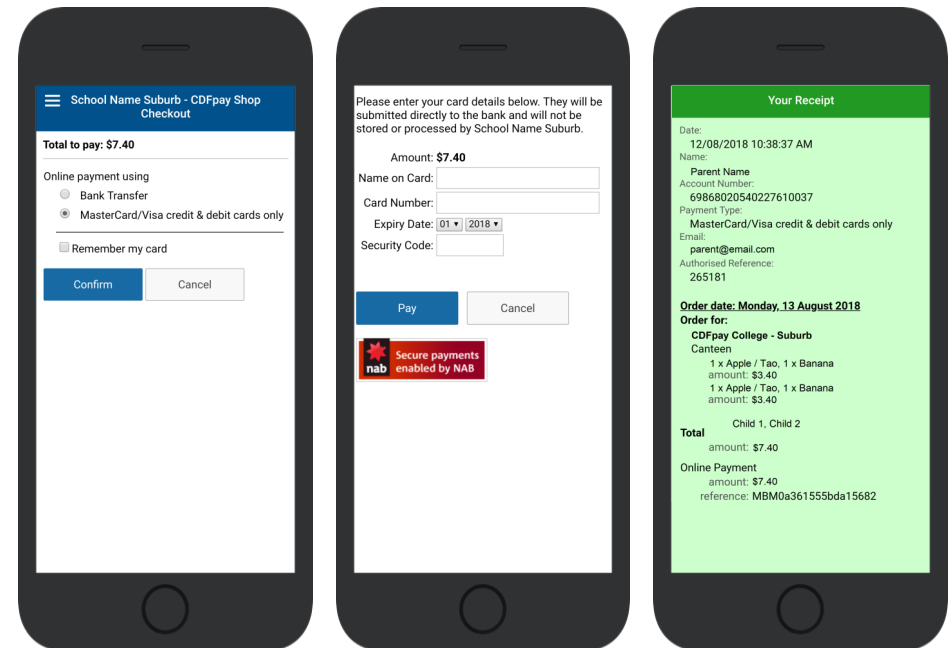 School Name Suburb - CDFpay Shop
Checkout
Total to pay: $7.40
Online payment using
Bank Transfer
MasterCard/Visa credit & debit cards only
Remember my card
Confirm
Cancel
Please enter your card details below. They will be
submitted directly to the bank and will not be
stored or processed by School Name Suburb.
Amount: $7.40
Name on Card:
Card Number:
Expiry Date: 01 2018
Security Code:
Pay
Cancel
nab
Secure payments
enabled by NAB
Your Receipt
Date:
12/08/2018 10:38:37 AM
Name:
Parent Name
Account Number:
69868020540227610037
Payment Type:
MasterCard/Visa credit & debit cards only
Email:
parent@email.com
Authorised Reference:
265181
Order date: Monday, 13 August 2018
Order for:
CDFpay College - Suburb
Canteen
1 x Apple / Tao, 1 x Banana
amount: $3.40
1 x Apple / Tao, 1 x Banana
amount: $3.40
Child 1, Child 2
Total
amount: $7.40
Online Payment
amount: $7.40
reference: MBM0a361555bda15682